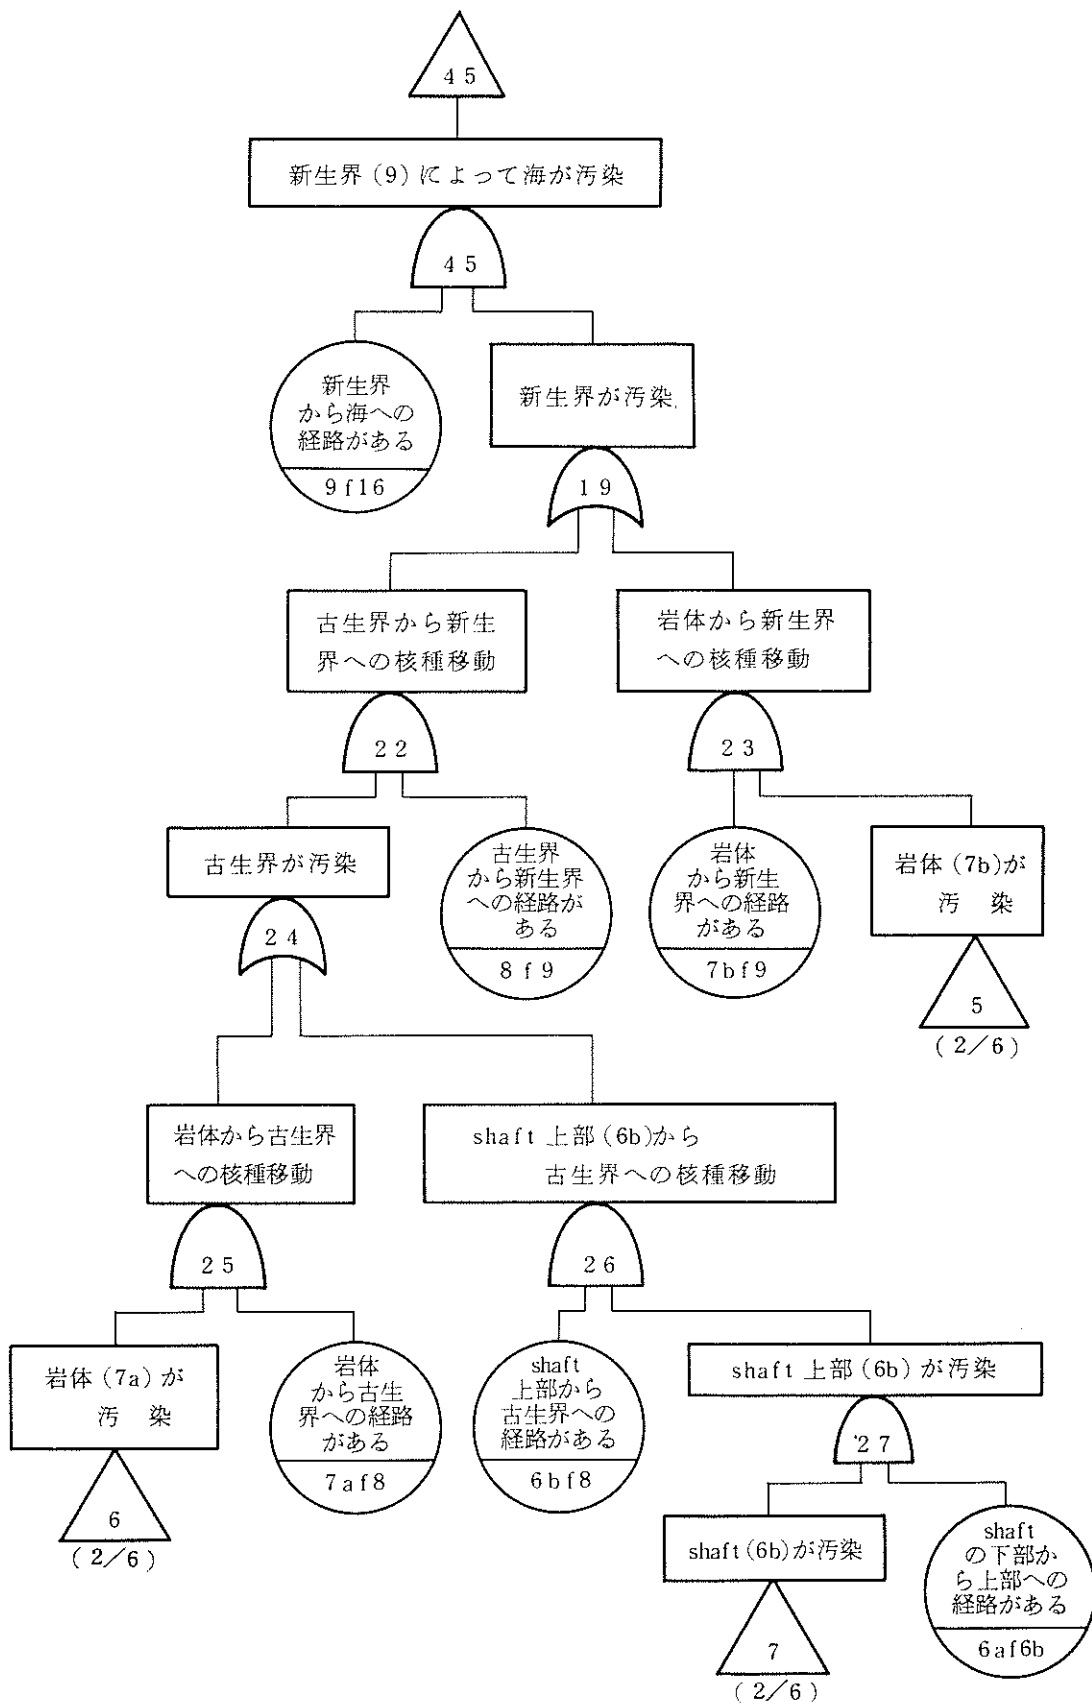 45
新生界(9)によって海が汚染
45
新生界
から海への
経路がある
9f16
新生界が汚染
19
古生界から新生
界への核種移動
岩体から新生界
への核種移動
22
23
古生界が汚染
古生界
から新生界
への経路が
ある
8f9
岩体
から新生
界への経路
がある
7bf9
岩体(7b)が
汚 染
5
(2/6)
24
岩体から古生界
への核種移動
shaft 上部(6b)から
古生界への核種移動
25
26
岩体(7a)が
汚 染
6
(2/6)
岩体
から古生
界への経路
がある
7af8
shaft
上部から
古生界への
経路がある
6bf8
shaft 上部(6b)が汚染
27
shaft(6b)が汚染
7
(2/6)
shaft
の下部か
ら上部への
経路がある
6af6b